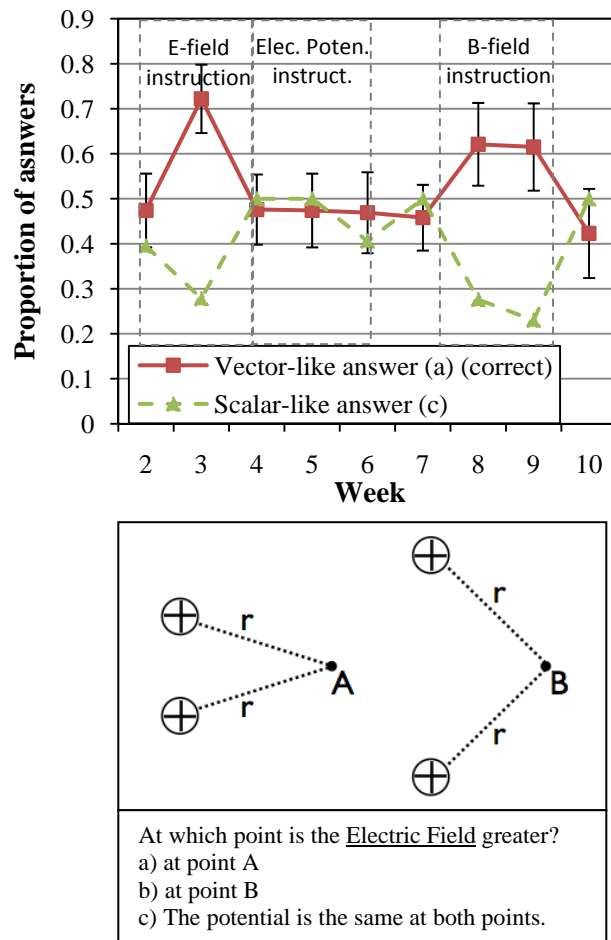 0.9
0.8
0.7
0.6
0.5
0.4
0.3
0.2
0.1
0
Proportion of asnwers
E-field
instruction
Elec. Poten.
instruct.
B-field
instruction
Vector-like answer (a) (correct)
Scalar-like answer (c)
2 3 4 5 6 7 8 9 10
Week
r
r
A
r
r
B
At which point is the Electric Field greater?
a) at point A
b) at point B
c) The potential is the same at both points.